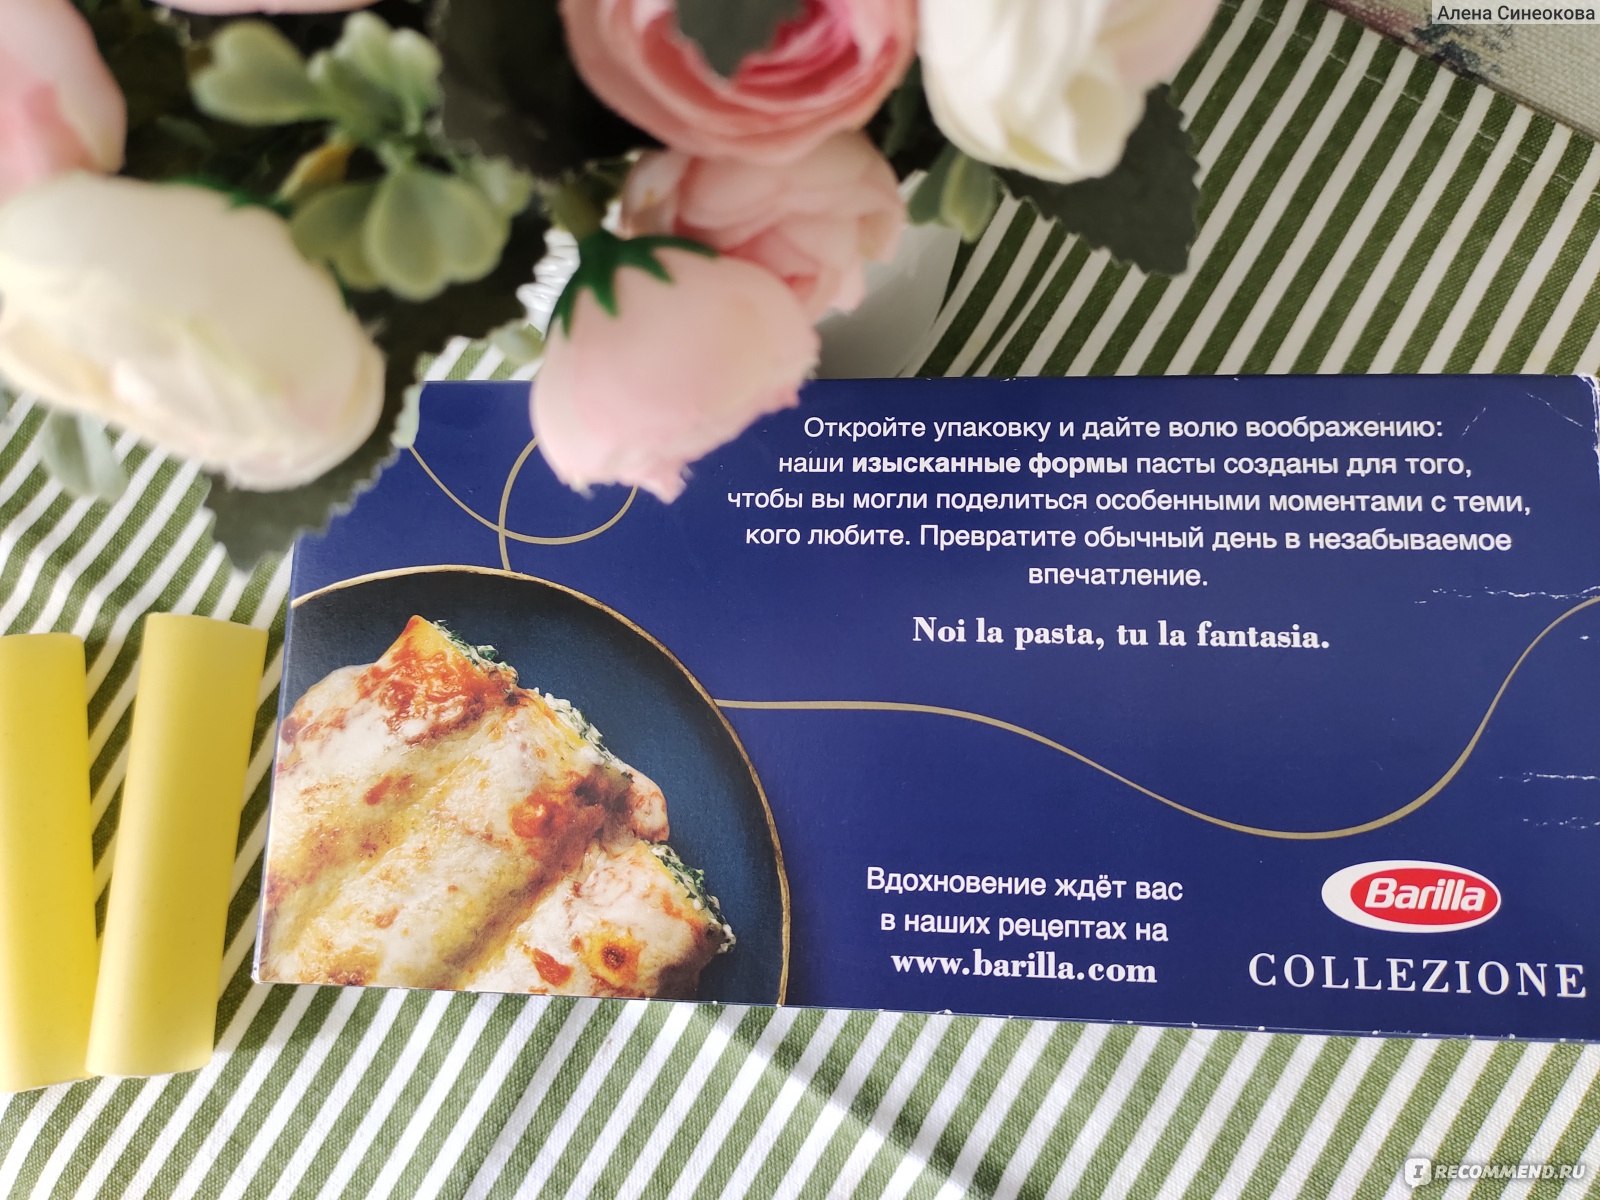 Алена Синеокова
Откройте упаковку и дайте волю воображению:
наши изысканные формы пасты созданы для того,
чтобы вы могли поделиться особенными моментами с теми,
кого любите. Превратите обычный день в незабываемое
впечатление.
Noi la pasta, tu la fantasia.
Вдохновение ждёт вас
в наших рецептах на
www.barilla.com
Barilla
COLLEZIONE
IRECOMMEND.RU